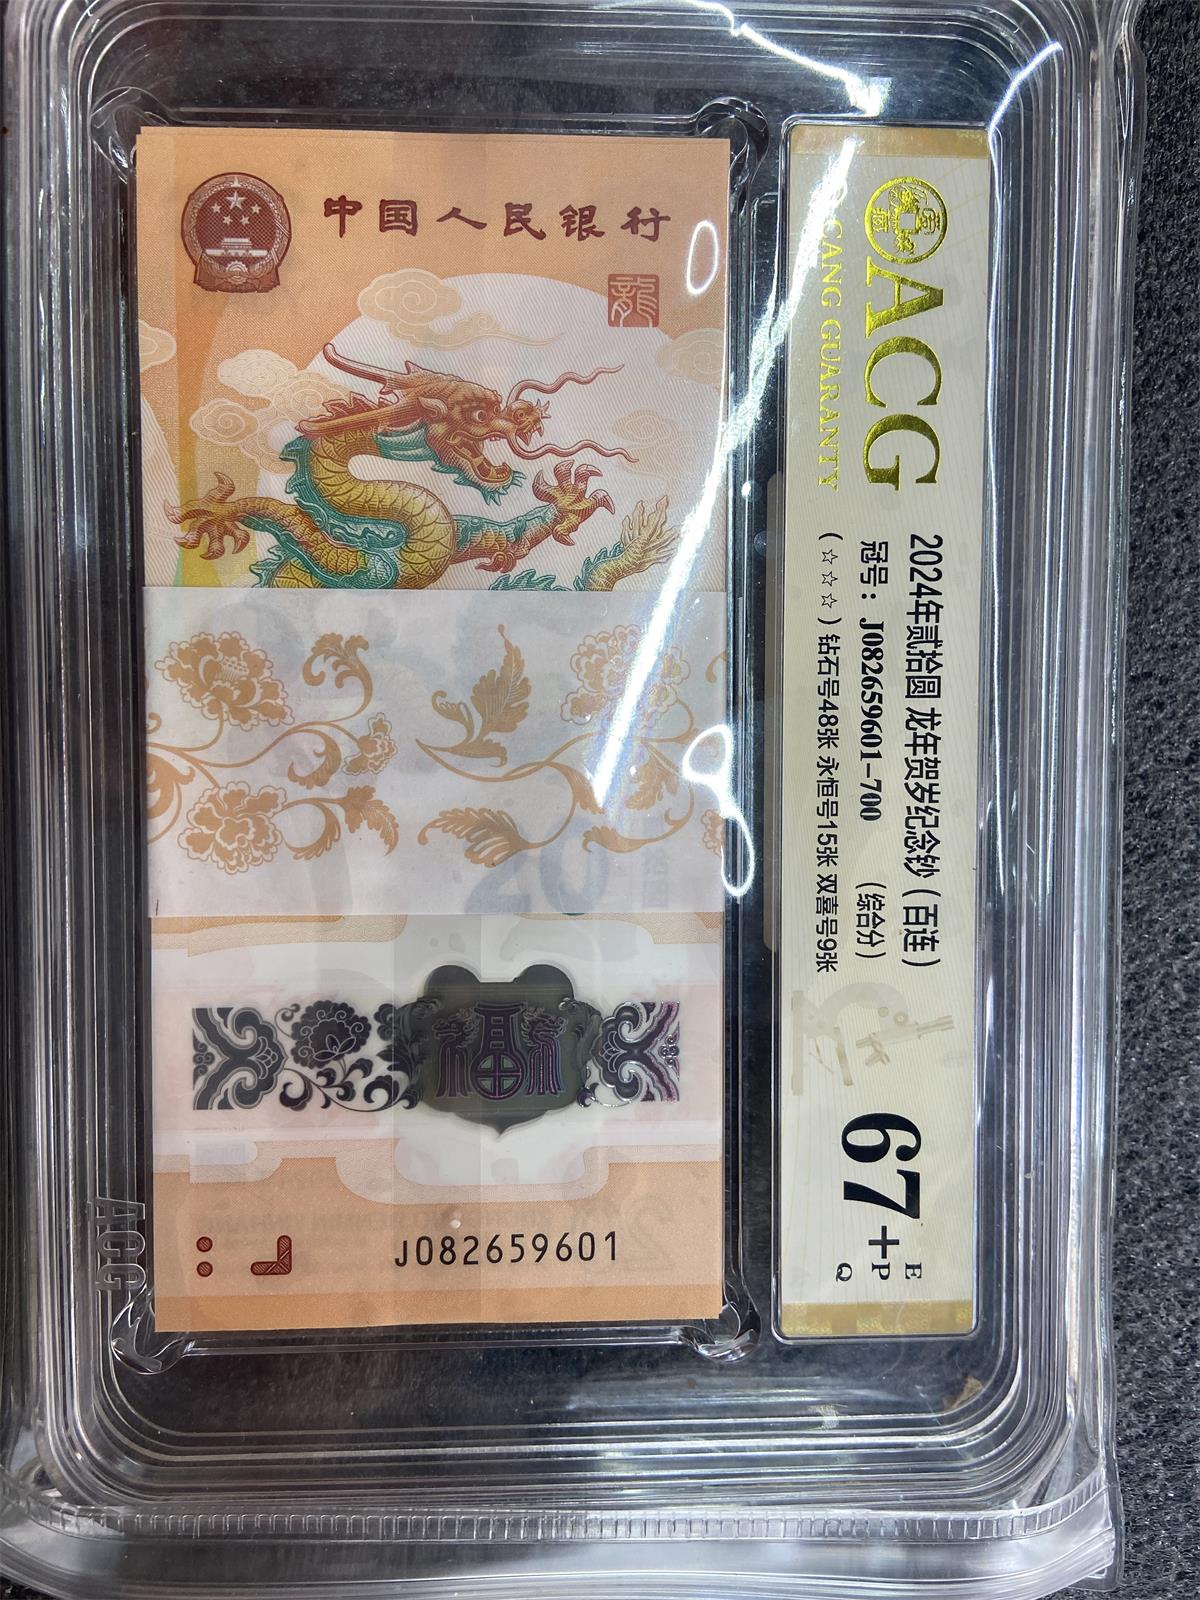 中国人民银行
龍
J082659601
ACG
CANG GUARANTY
2024年贰拾圆 龙年贺岁纪念钞（百连）
冠号：J082659601-700 （综合分）
（☆☆☆）钻石号48张 永恒号15张 双喜号9张
67+
E
P
Q
ACG